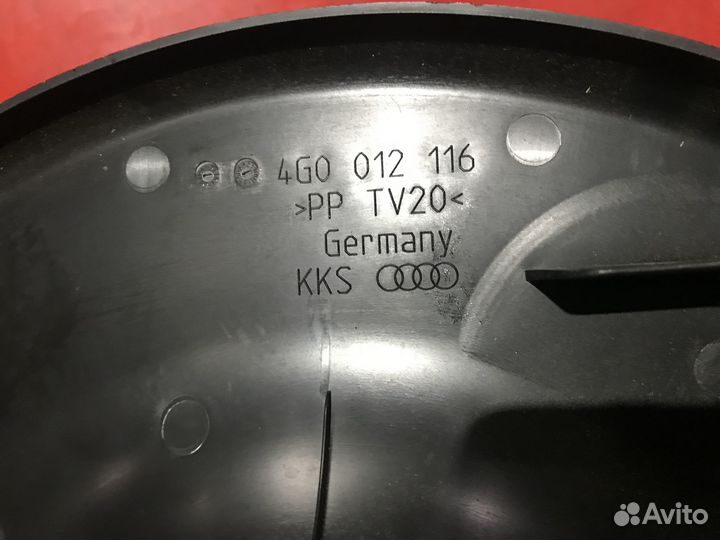 4G0 012 116
>PP TV20<
Germany
KKS
Avito